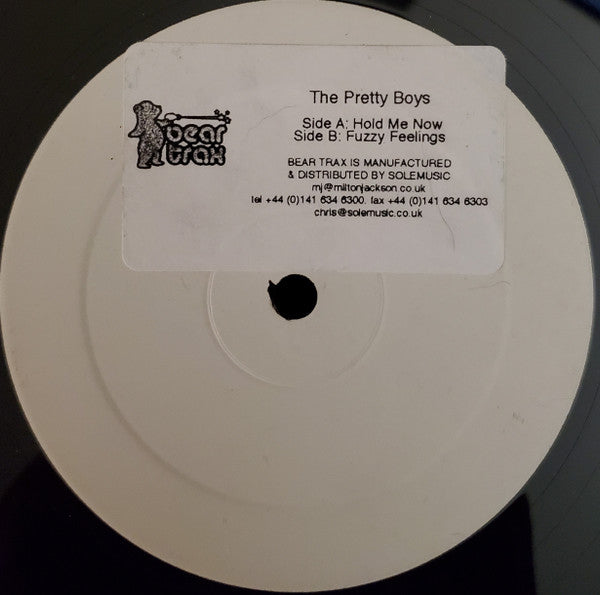 bear
trax
The Pretty Boys
Side A: Hold Me Now
Side B: Fuzzy Feelings
BEAR TRAX IS MANUFACTURED
& DISTRIBUTED BY SOLEMUSIC
mj@miltonjackson.co.uk
tel +44 (0)141 634 6300. fax +44 (0)141 634 6303
chris@solemusic.co.uk